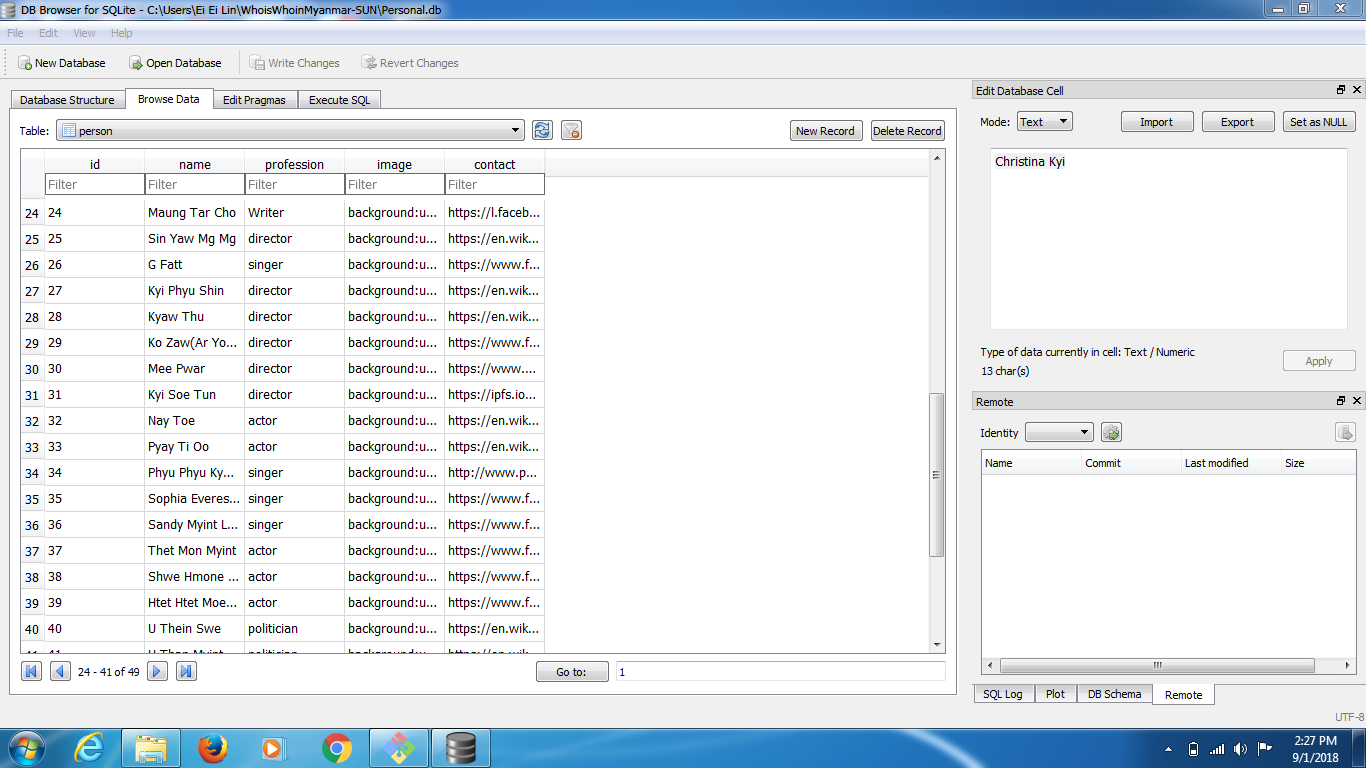 DB Browser for SQLite - C:\Users\Ei Ei Lin\WhoisWhoinMyanmar-SUN\Personal.db
File Edit View Help
New Database Open Database Write Changes Revert Changes
Database Structure Browse Data Edit Pragmas Execute SQL
Table: person New Record Delete Record
id name profession image contact
Filter Filter Filter Filter Filter
24 24 Maung Tar Cho Writer background:u... https://l.faceb...
25 25 Sin Yaw Mg Mg director background:u... https://en.wik...
26 26 G Fatt singer background:u... https://www.f...
27 27 Kyi Phyu Shin director background:u... https://en.wik...
28 28 Kyaw Thu director background:u... https://en.wik...
29 29 Ko Zaw(Ar Yo... director background:u... https://www.f...
30 30 Mee Pwar director background:u... https://www....
31 31 Kyi Soe Tun director background:u... https://ipfs.io...
32 32 Nay Toe actor background:u... https://en.wik...
33 33 Pyay Ti Oo actor background:u... https://en.wik...
34 34 Phyu Phyu Ky... singer background:u... http://www.p...
35 35 Sophia Everes... singer background:u... https://www.f...
36 36 Sandy Myint L... singer background:u... https://www.f...
37 37 Thet Mon Myint actor background:u... https://www.f...
38 38 Shwe Hmone ... actor background:u... https://www.f...
39 39 Htet Htet Moe... actor background:u... https://www.f...
40 40 U Thein Swe politician background:u... https://en.wik...
24 - 41 of 49 Go to: 1
Edit Database Cell
Mode: Text Import Export Set as NULL
Christina Kyi
Type of data currently in cell: Text / Numeric
13 char(s)
Apply
Remote
Identity
Name Commit Last modified Size
SQL Log Plot DB Schema Remote
UTF-8
2:27 PM
9/1/2018